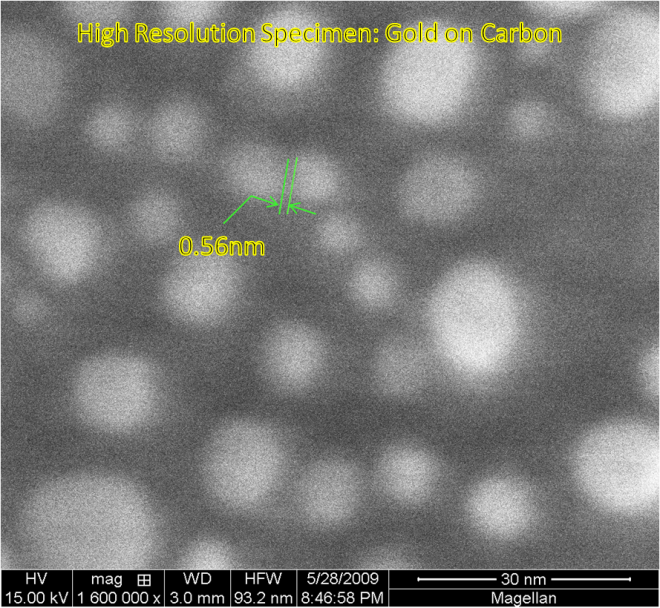 High Resolution Specimen: Gold on Carbon
0.56nm
HV mag WD HFW 5/28/2009 30 nm
15.00 kV 1 600 000 x 3.0 mm 93.2 nm 8:46:58 PM Magellan